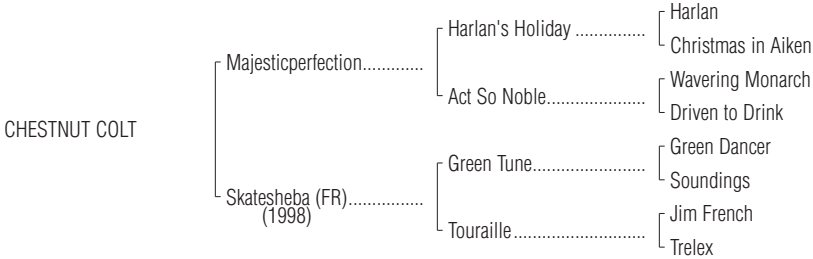 Harlan
Harlan's Holiday ...............
Christmas in Aiken
Majesticperfection.............
Wavering Monarch
Act So Noble.....................
Driven to Drink
CHESTNUT COLT
Green Dancer
Green Tune........................
Soundings
Skatesheba (FR)................
(1998)
Jim French
Touraille............................
Trelex